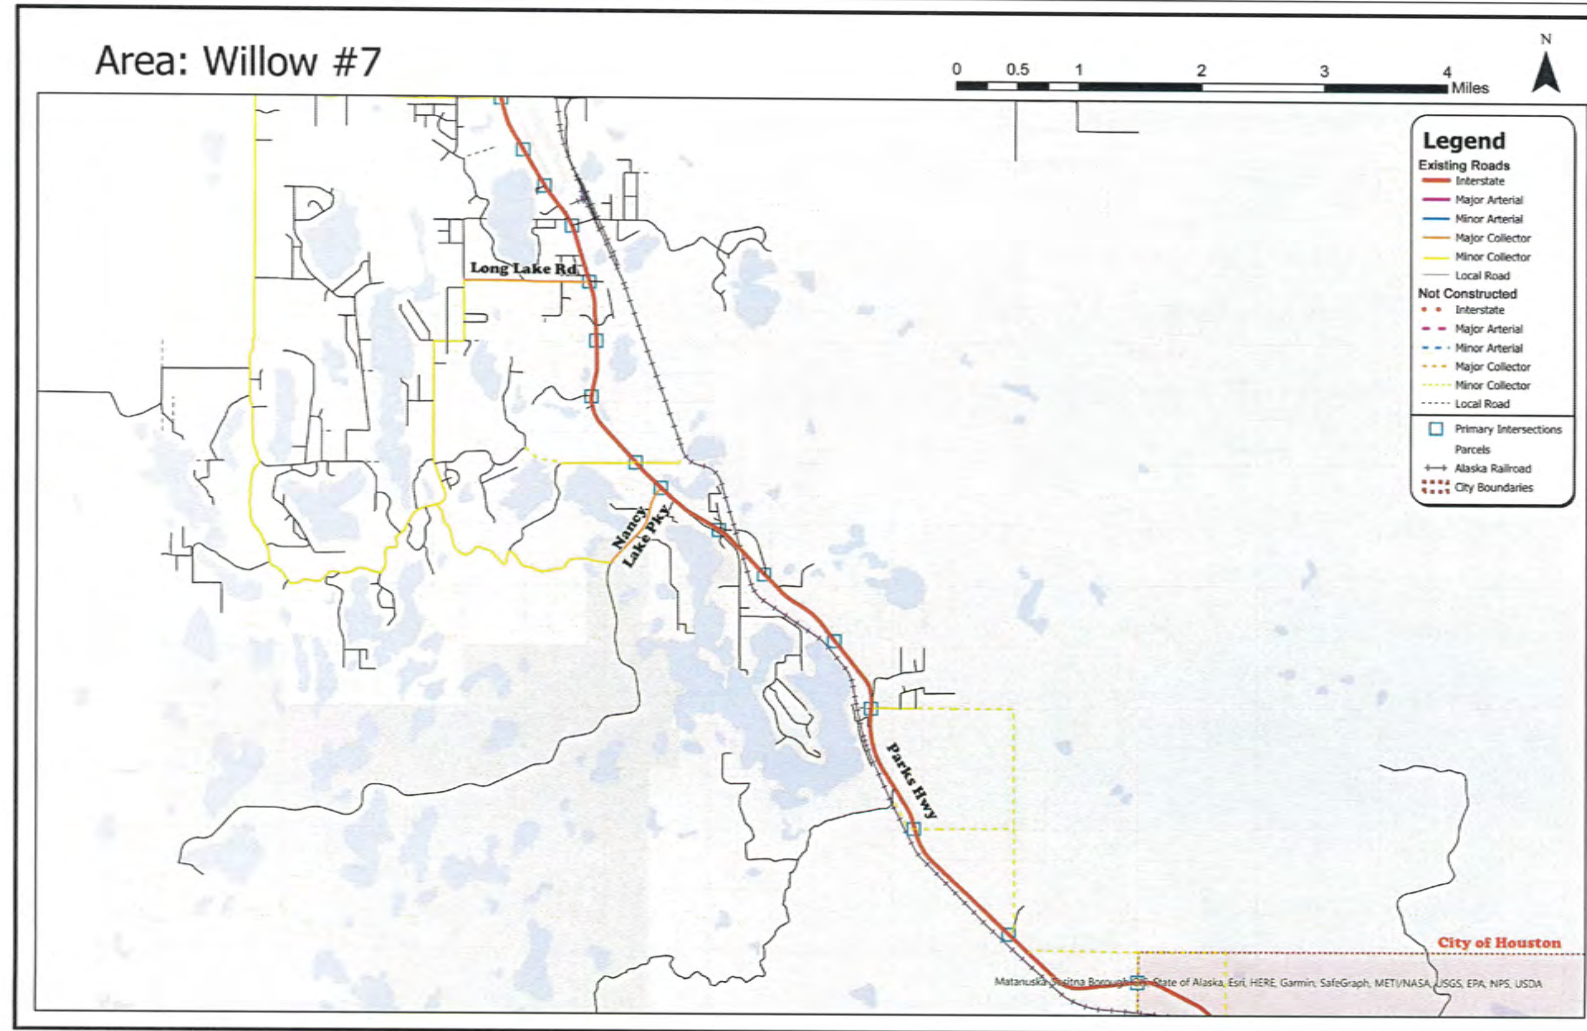 Area: Willow #7
0 0.5 1 2 3 4
Miles
N
Legend
Existing Roads
Interstate
Major Arterial
Minor Arterial
Major Collector
Minor Collector
Local Road
Not Constructed
Interstate
Major Arterial
Minor Arterial
Major Collector
Minor Collector
Local Road
Primary Intersections
Parcels
Alaska Railroad
City Boundaries
Long Lake Rd
Nancy
Lake Pky
Parks Hwy
City of Houston
Matanuska State of Alaska, Esri, HERE, Garmin, SafeGraph, METI/NASA, USGS, EPA, NPS, USDA